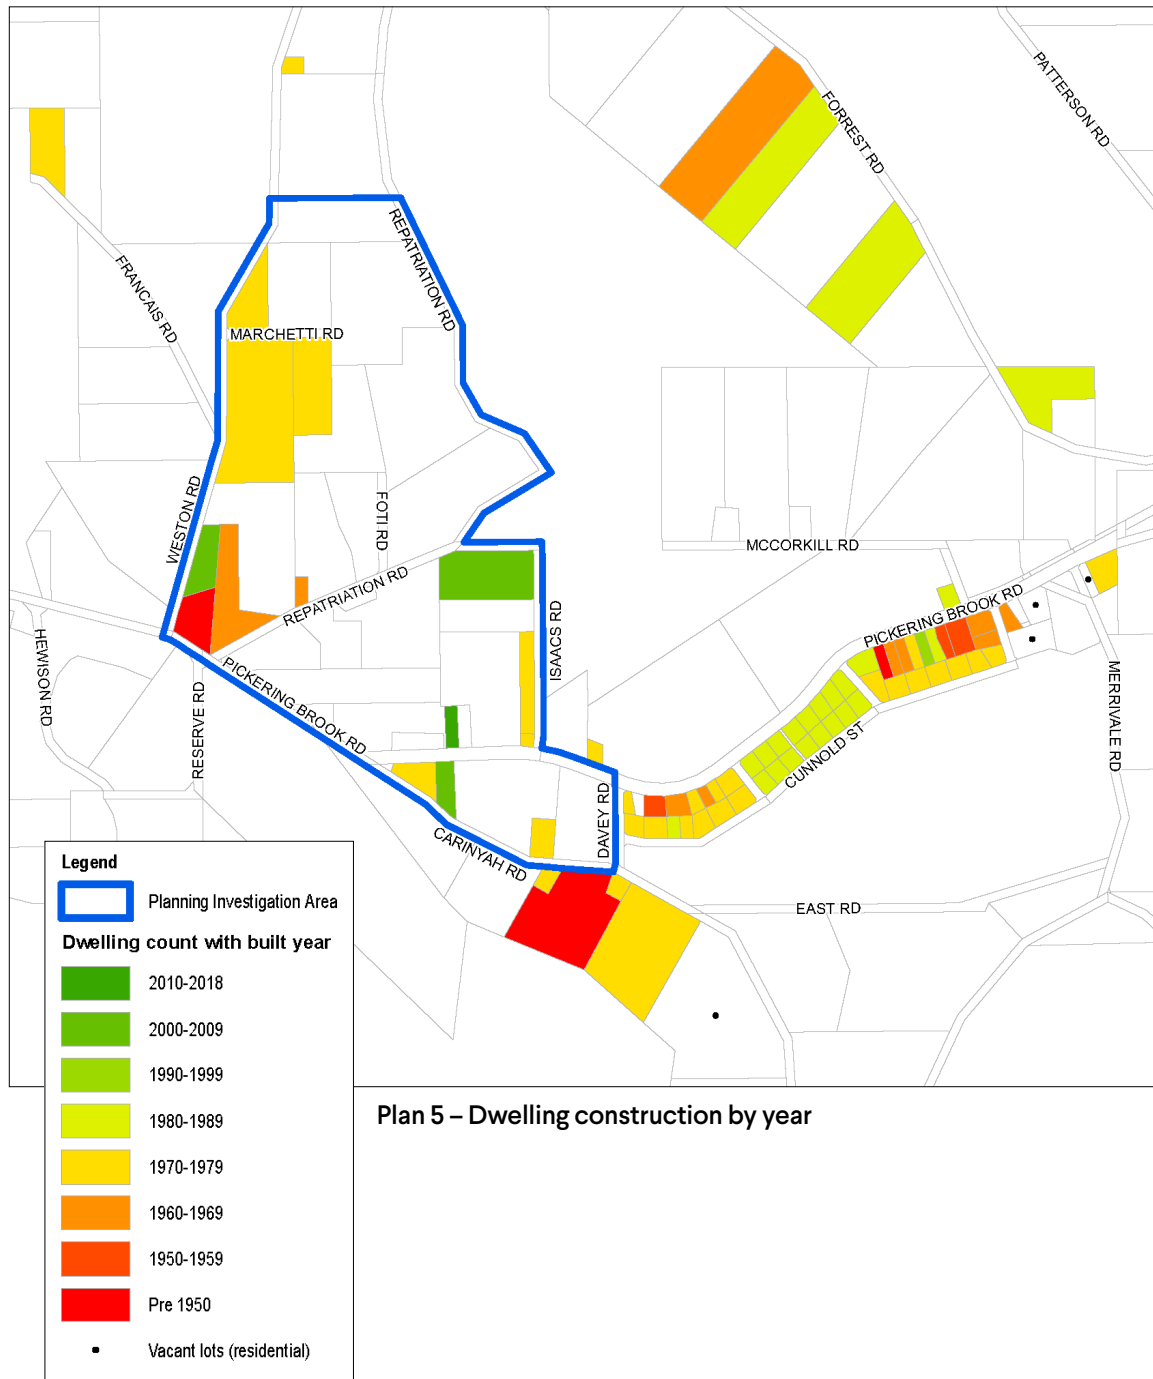 PATTERSON RD
FORREST RD
REPATRIATION RD
FRANCAIS RD
MARCHETTI RD
WESTON RD
FOTI RD
MCCORKILL RD
REPATRIATION RD
ISAACS RD
PICKERING BROOK RD
HEWISON RD
RESERVE RD
PICKERING BROOK RD
MERRIVALE RD
CUNNOLD ST
DAVEY RD
CARINYAH RD
EAST RD
Legend
Planning Investigation Area
Dwelling count with built year
2010-2018
2000-2009
1990-1999
1980-1989
1970-1979
1960-1969
1950-1959
Pre 1950
Vacant lots (residential)
Plan 5 – Dwelling construction by year